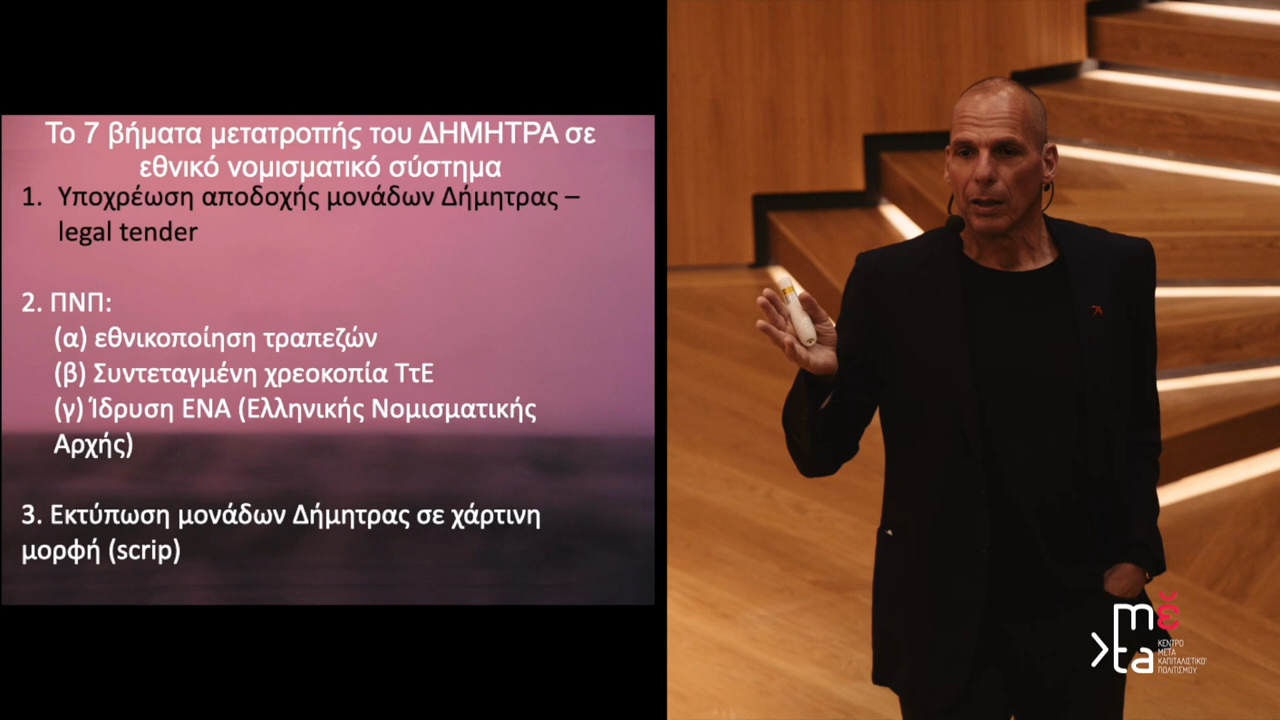 Το 7 βήματα μετατροπής του ΔΗΜΗΤΡΑ σε
εθνικό νομισματικό σύστημα
1. Υποχρέωση αποδοχής μονάδων Δήμητρας –
legal tender
2. ΠΝΠ:
(α) εθνικοποίηση τραπεζών
(β) Συντεταγμένη χρεοκοπία ΤτΕ
(γ) Ίδρυση ΕΝΑ (Ελληνικής Νομισματικής
Αρχής)
3. Εκτύπωση μονάδων Δήμητρας σε χάρτινη
μορφή (scrip)
mέ
ta
ΚΕΝΤΡΟ
ΜΕΤΑ
ΚΑΠΙΤΑΛΙΣΤΙΚΟΥ
ΠΟΛΙΤΙΣΜΟΥ